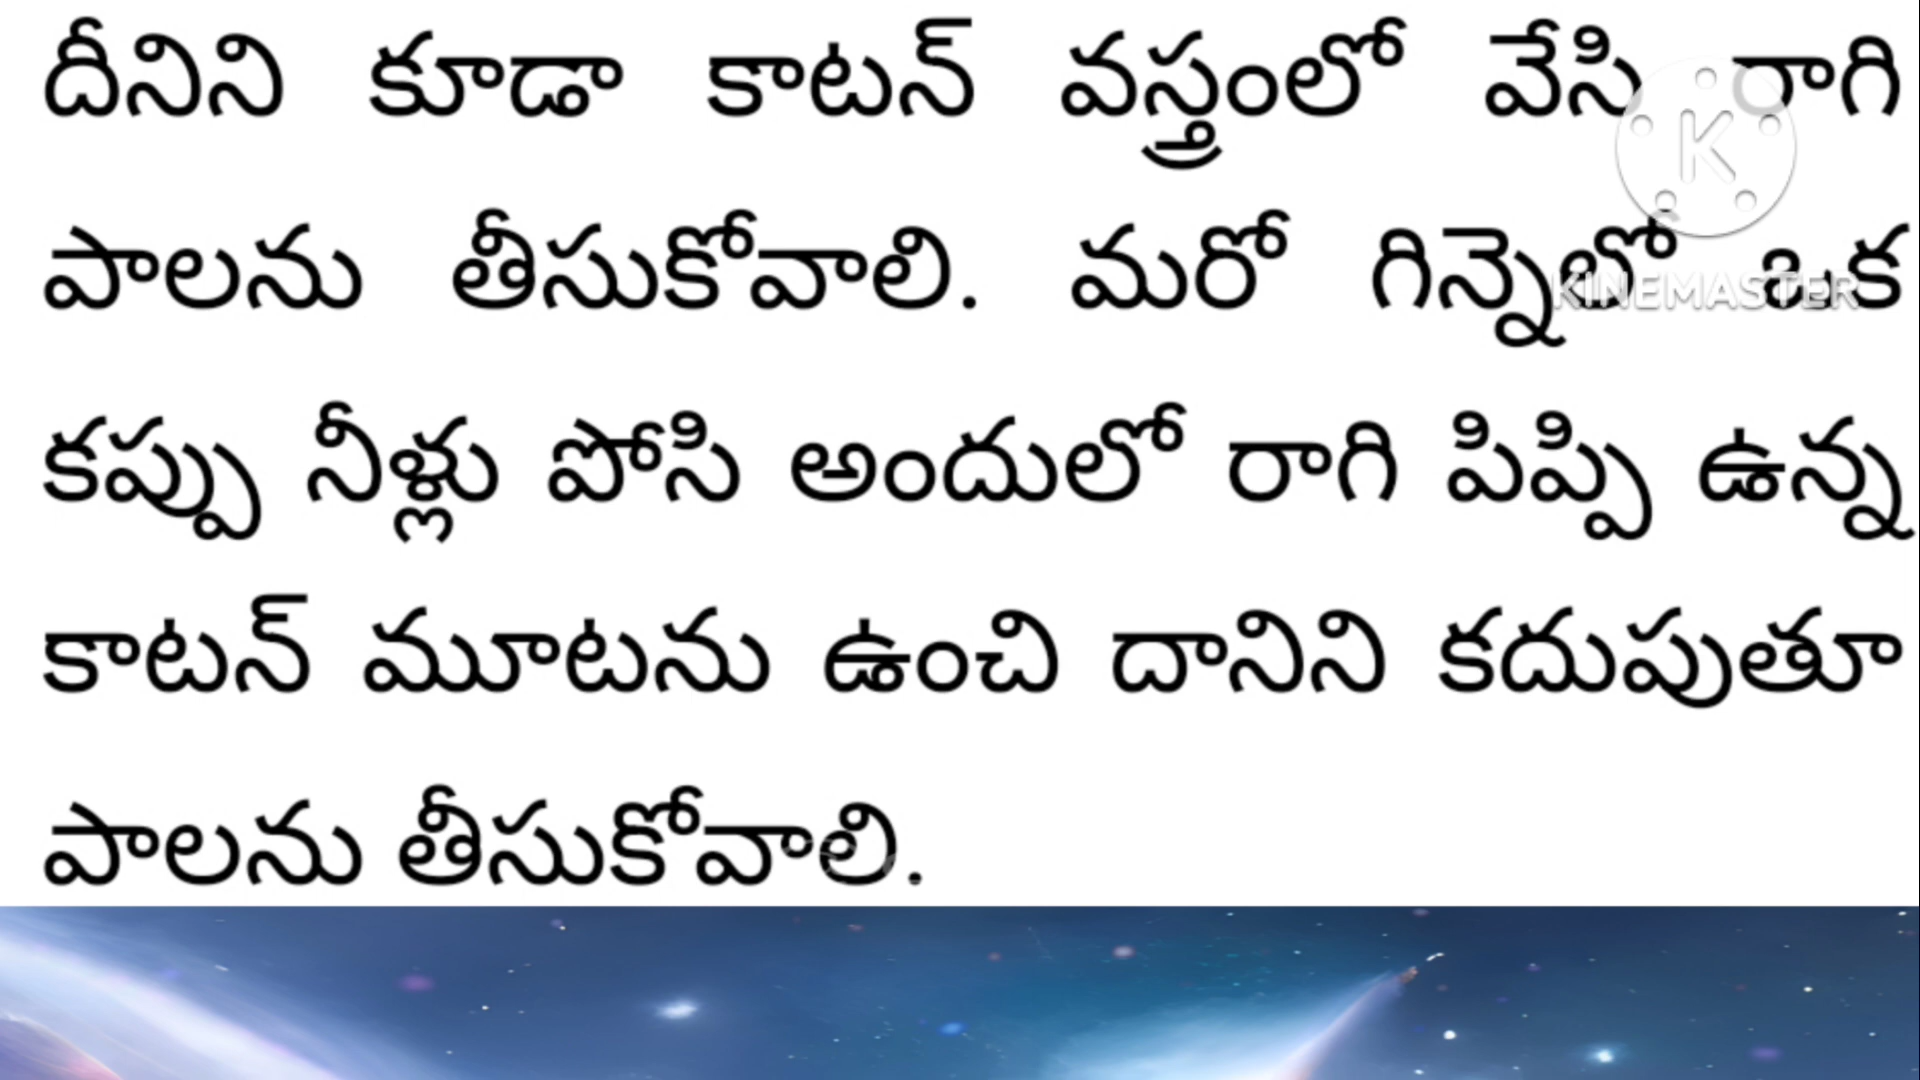 దీనిని కూడా కాటన్ వస్త్రంలో వేసి రాగి
పాలను తీసుకోవాలి. మరో గిన్నెలో ఒక
కప్పు నీళ్లు పోసి అందులో రాగి పిప్పి ఉన్న
కాటన్ మూటను ఉంచి దానిని కదుపుతూ
పాలను తీసుకోవాలి.
K
KINEMASTER